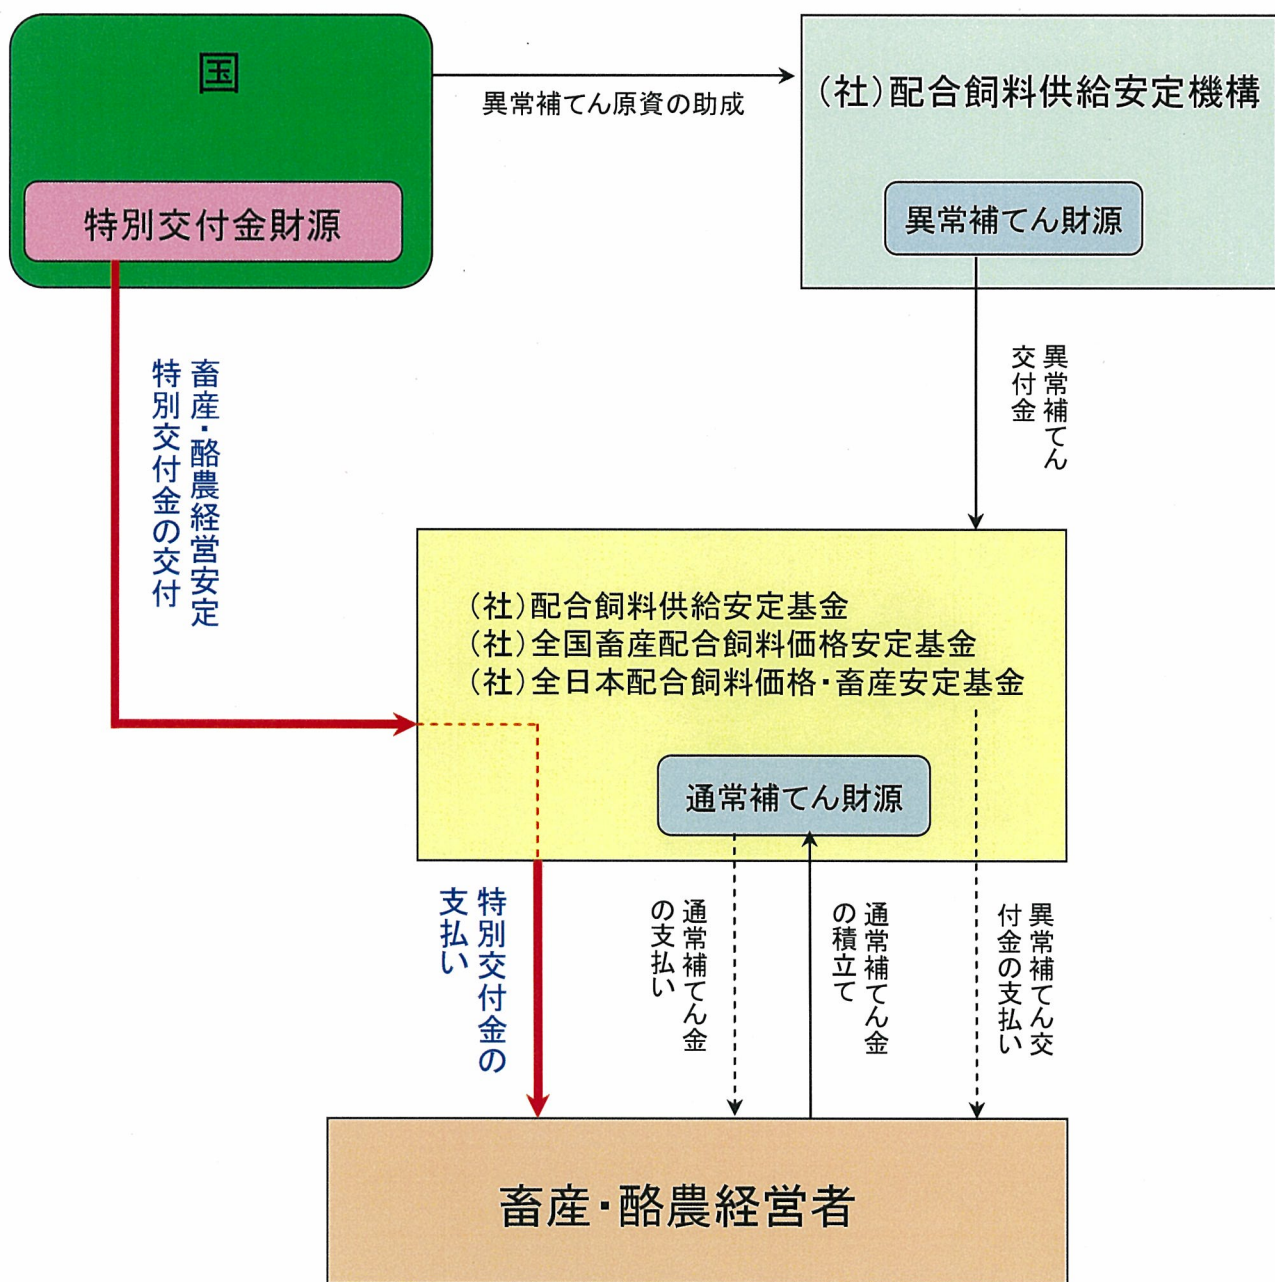 国
異常補てん原資の助成
(社)配合飼料供給安定機構
特別交付金財源
異常補てん財源
畜産・酪農経営安定
特別交付金の交付
異常補てん
交付金
(社)配合飼料供給安定基金
(社)全国畜産配合飼料価格安定基金
(社)全日本配合飼料価格・畜産安定基金
通常補てん財源
特別交付金の
支払い
通常補てん金
の支払い
通常補てん金
の積立て
異常補てん交
付金の支払い
畜産・酪農経営者